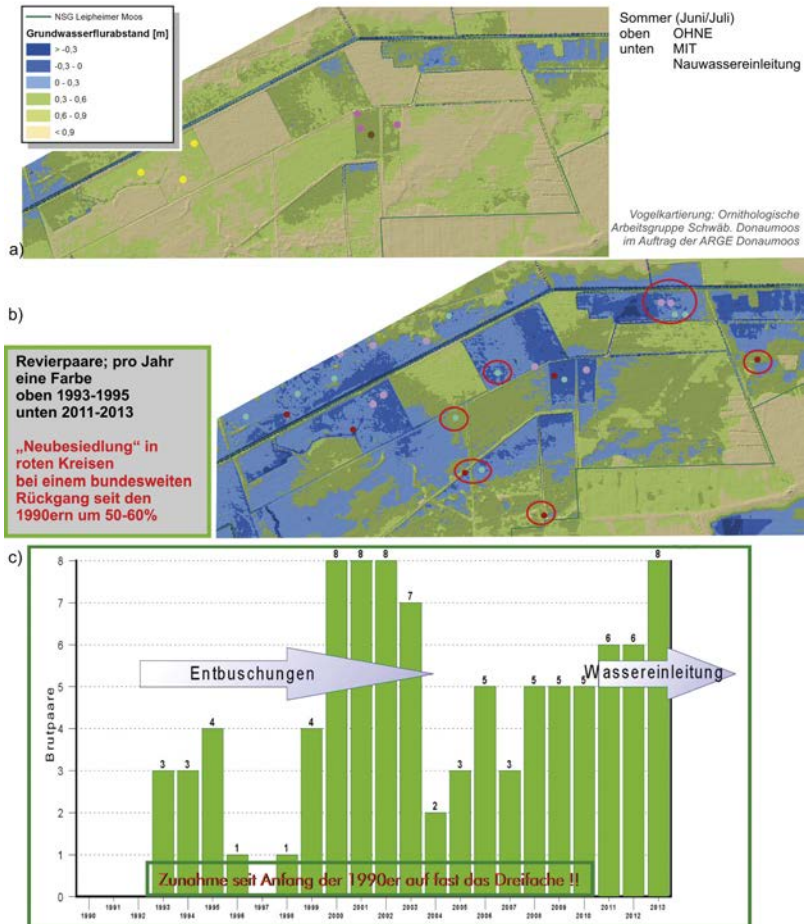 NSG Leipheimer Moos
Grundwasserflurabstand [m]
> -0,3
-0,3 - 0
0 - 0,3
0,3 - 0,6
0,6 - 0,9
< 0,9
Sommer (Juni/Juli)
oben OHNE
unten MIT
Nauwassereinleitung
Vogelkartierung: Ornithologische
Arbeitsgruppe Schwäb. Donaumoos
im Auftrag der ARGE Donaumoos
a)
b)
Revierpaare; pro Jahr
eine Farbe
oben 1993-1995
unten 2011-2013
„Neubesiedlung“ in
roten Kreisen
bei einem bundesweiten
Rückgang seit den
1990ern um 50-60%
c)
Brutpaare
8
7
6
5
4
3
2
1
0
3 3 4 1 1 4 8 8 8 7 2 3 5 3 5 5 5 6 6 8
Entbuschungen
Wassereinleitung
Zunahme seit Anfang der 1990er auf fast das Dreifache !!
1990 1991 1992 1993 1994 1995 1996 1997 1998 1999 2000 2001 2002 2003 2004 2005 2006 2007 2008 2009 2010 2011 2012 2013